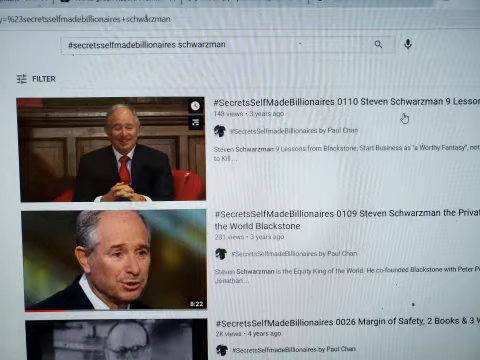 y=%23secretsselfmadebillionaires+schwarzman
#secretsselfmadebillionaires schwarzman
FILTER
#SecretsSelfMadeBillionaires 0110 Steven Schwarzman 9 Lesson
148 views • 3 years ago
#SecretsSelfMadeBillionaires by Paul Chan
Steven Schwarzman 9 Lessons from Blackstone, Start Business as "a Worthy Fantasy", not
to Kill ...
#SecretsSelfMadeBillionaires 0109 Steven Schwarzman the Privat
the World Blackstone
201 views • 3 years ago
#SecretsSelfMadeBillionaires by Paul Chan
Steven Schwarzman is the Equity King of the World. He co-founded Blackstone with Peter P
Jonathan ...
8:22
#SecretsSelfMadeBillionaires 0026 Margin of Safety, 2 Books & 3 W
2K views • 4 years ago
#SecretsSelfMadeBillionaires by Paul Chan